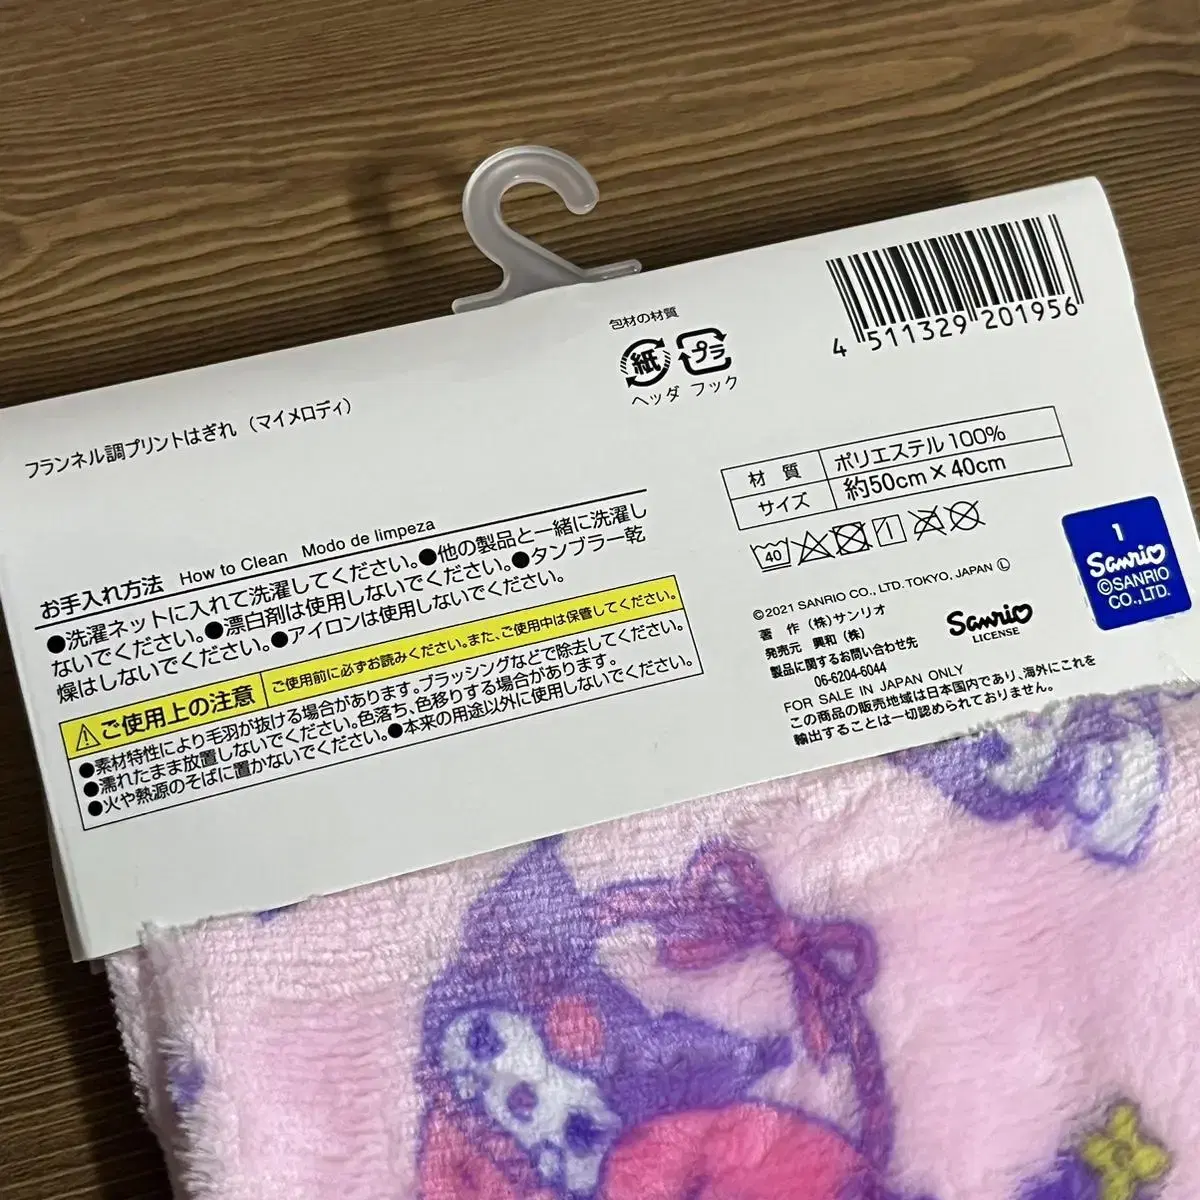 包材の材質
紙 プラ
ヘッダ フック
4 511329 201956
フランネル調プリントはぎれ（マイメロディ）
お手入れ方法 How to Clean Modo de limpeza
●洗濯ネットに入れて洗濯してください。●他の製品と一緒に洗濯し
ないでください。●漂白剤は使用しないでください。●タンブラー乾
燥はしないでください。●アイロンは使用しないでください。
ご使用上の注意 ご使用前に必ずお読みください。また、ご使用中は保管してください。
●素材特性により毛羽が抜ける場合があります。ブラッシングなどで除去してください。
●濡れたまま放置しないでください。色落ち、色移りする場合があります。
●火や熱源のそばに置かないでください。●本来の用途以外に使用しないでください。
材質 ポリエステル100%
サイズ 約50cm×40cm
40
©2021 SANRIO CO., LTD. TOKYO, JAPAN Ⓛ
著作（株）サンリオ
発売元 興和（株）
製品に関するお問い合わせ先
06-6204-6044
Sanrio
LICENSE
FOR SALE IN JAPAN ONLY
この商品の販売地域は日本国内であり、海外にこれを
輸出することは一切認められておりません。
1
Sanrio
©SANRIO
CO.,LTD.